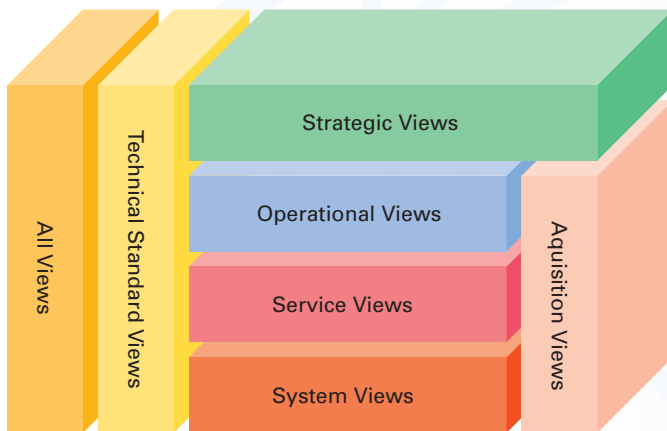 All Views
Technical Standard Views
Strategic Views
Operational Views
Service Views
System Views
Aquisition Views